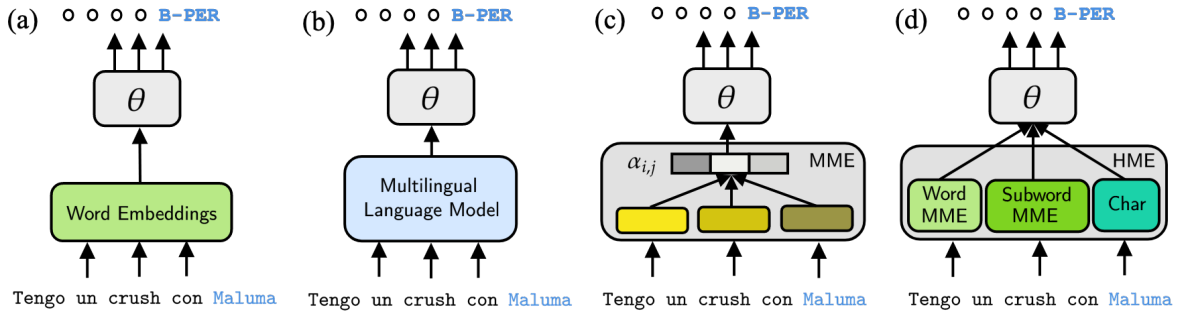 (a)
O O O O B-PER
θ
Word Embeddings
Tengo un crush con Maluma
(b)
O O O O B-PER
θ
Multilingual
Language Model
Tengo un crush con Maluma
(c)
O O O O B-PER
θ
α_{i,j}
MME
Tengo un crush con Maluma
(d)
O O O O B-PER
θ
HME
Word
MME
Subword
MME
Char
Tengo un crush con Maluma